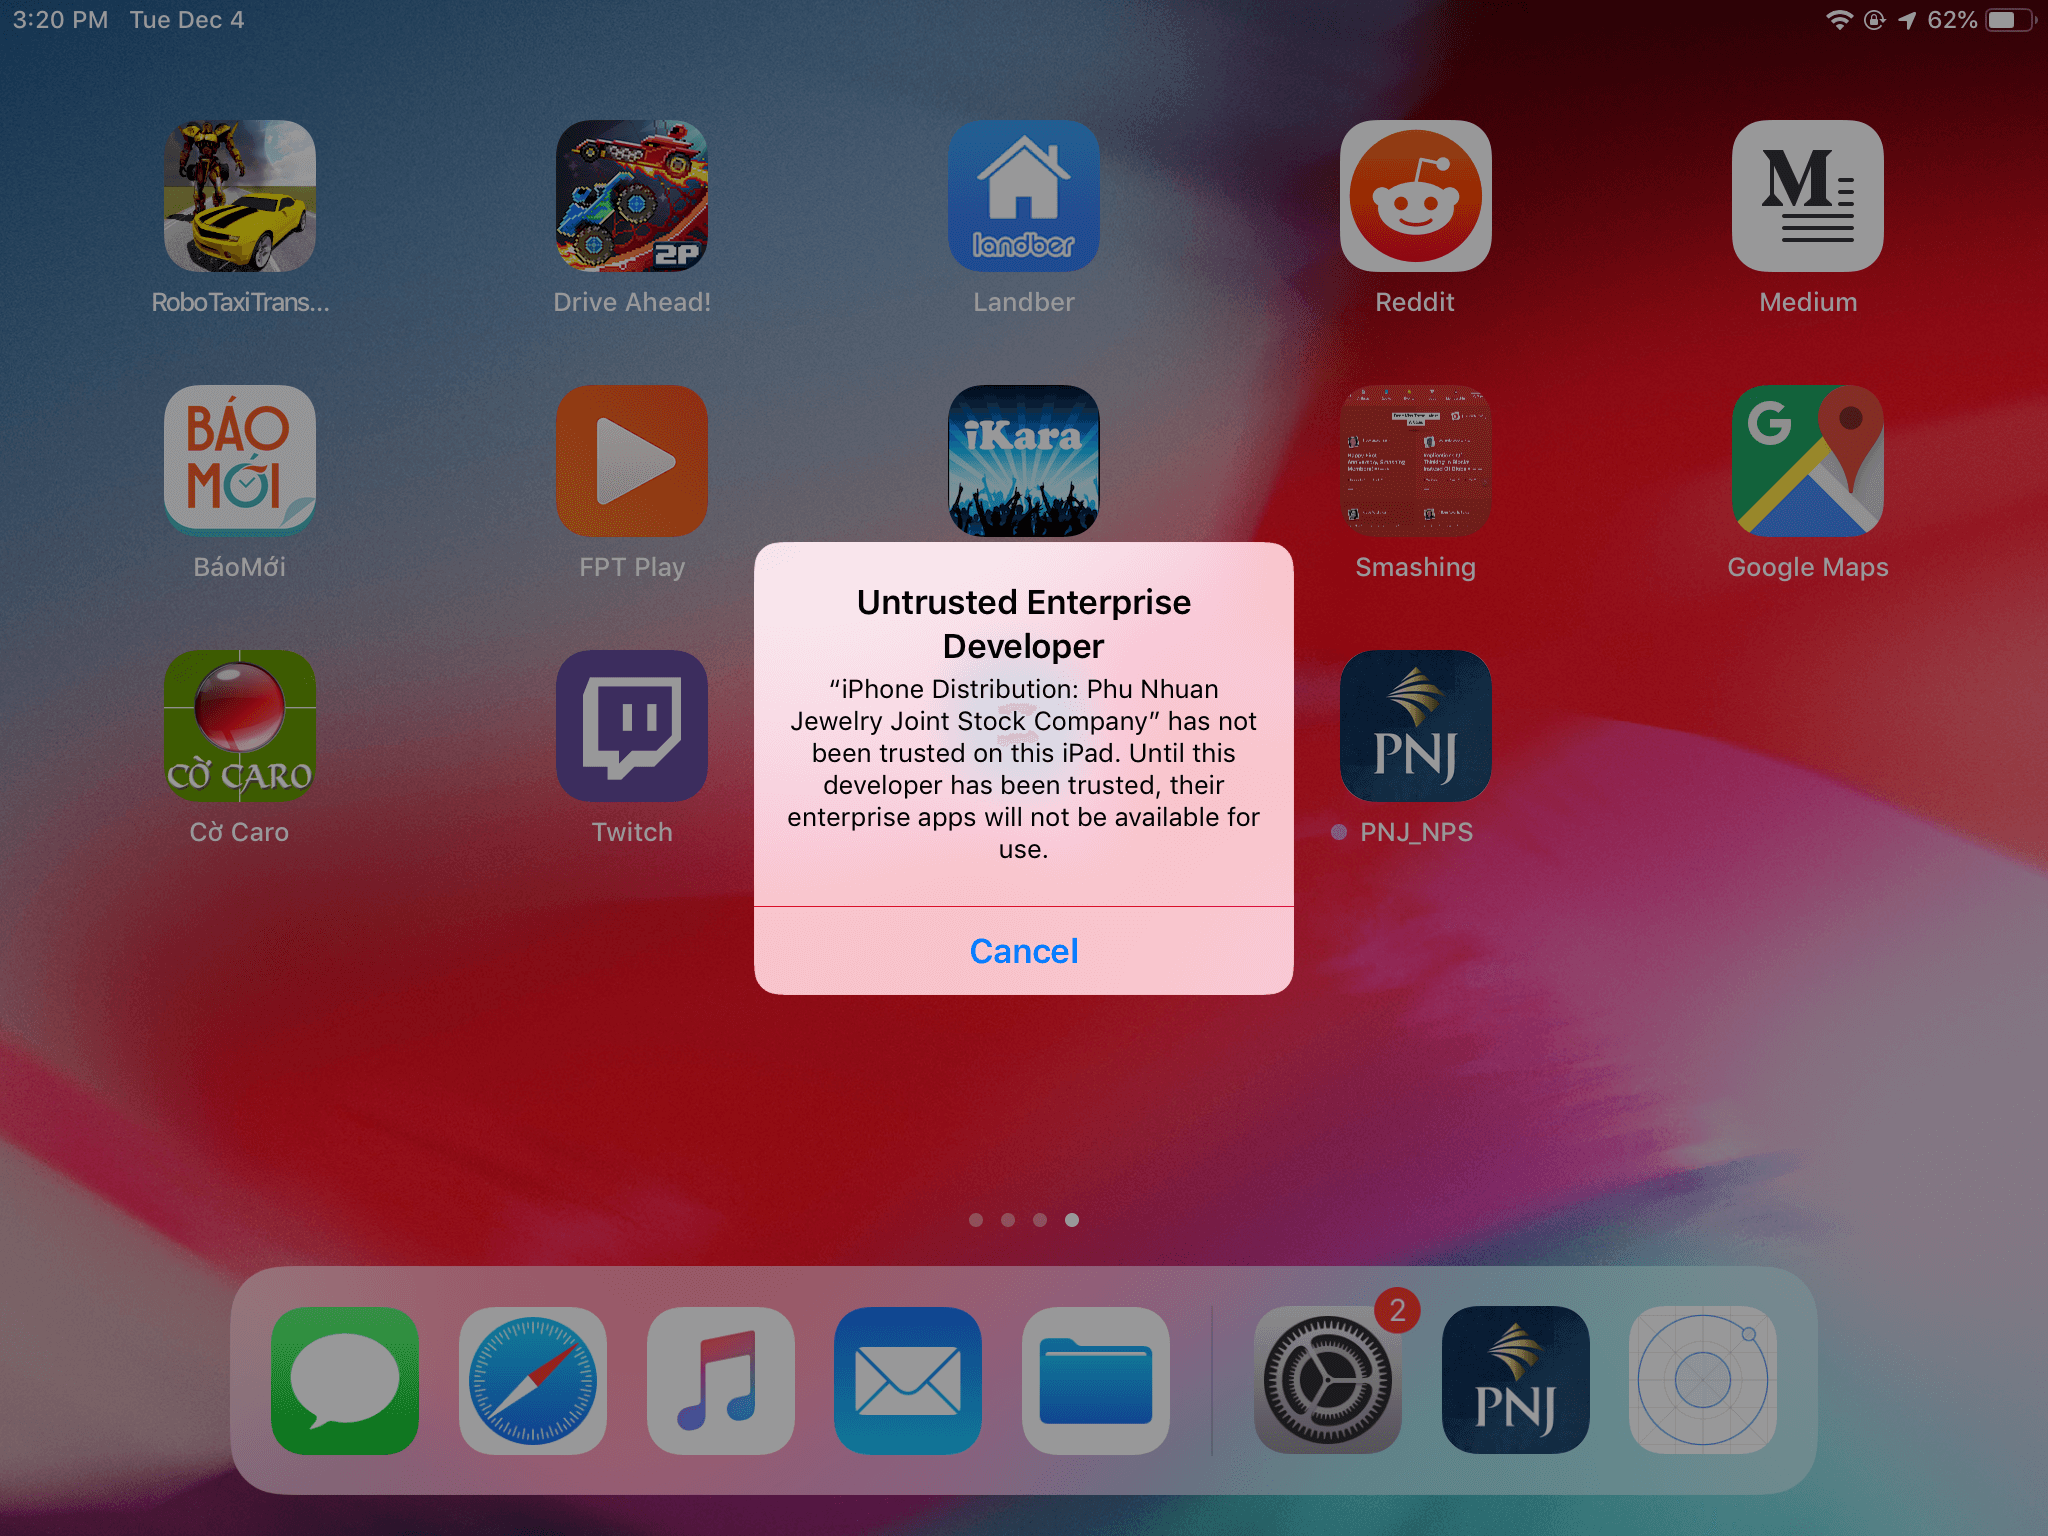 3:20 PM Tue Dec 4
62%
2P
landber
RoboTaxiTrans...
Drive Ahead!
Landber
Reddit
Medium
M
BÁO
MỚI
iKara
G
BáoMới
FPT Play
Smashing
Google Maps
Untrusted Enterprise
Developer
“iPhone Distribution: Phu Nhuan
Jewelry Joint Stock Company” has not
been trusted on this iPad. Until this
developer has been trusted, their
enterprise apps will not be available for
use.
Cancel
CỜ CARO
PNJ
Cờ Caro
Twitch
PNJ_NPS
2
PNJ